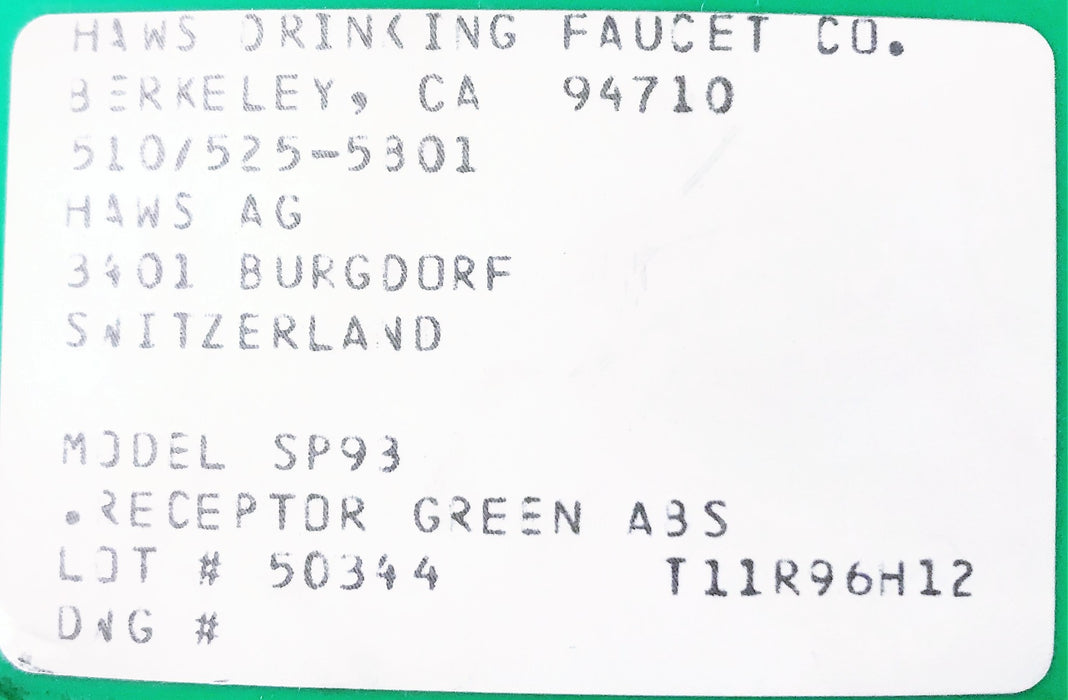 HAWS DRINKING FAUCET CO.
BERKELEY, CA 94710
510/525-5801
HAWS AG
3401 BURGDORF
SWITZERLAND
MODEL SP93
.RECEPTOR GREEN ABS
LOT # 50344 T11R96H12
DWG #